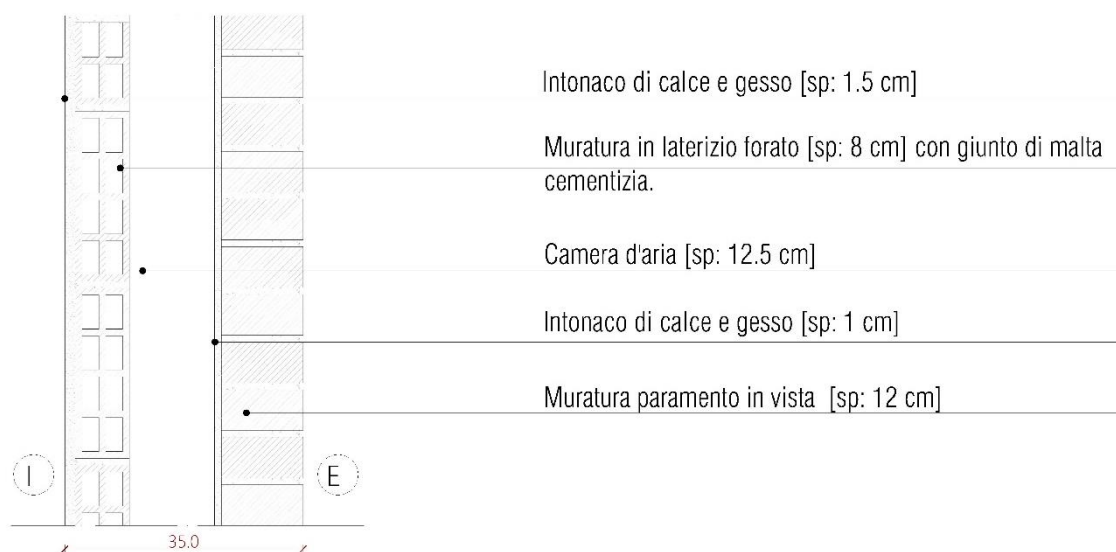 Intonaco di calce e gesso [sp: 1.5 cm]
Muratura in laterizio forato [sp: 8 cm] con giunto di malta
cementizia.
Camera d'aria [sp: 12.5 cm]
Intonaco di calce e gesso [sp: 1 cm]
Muratura paramento in vista [sp: 12 cm]
I
E
35.0